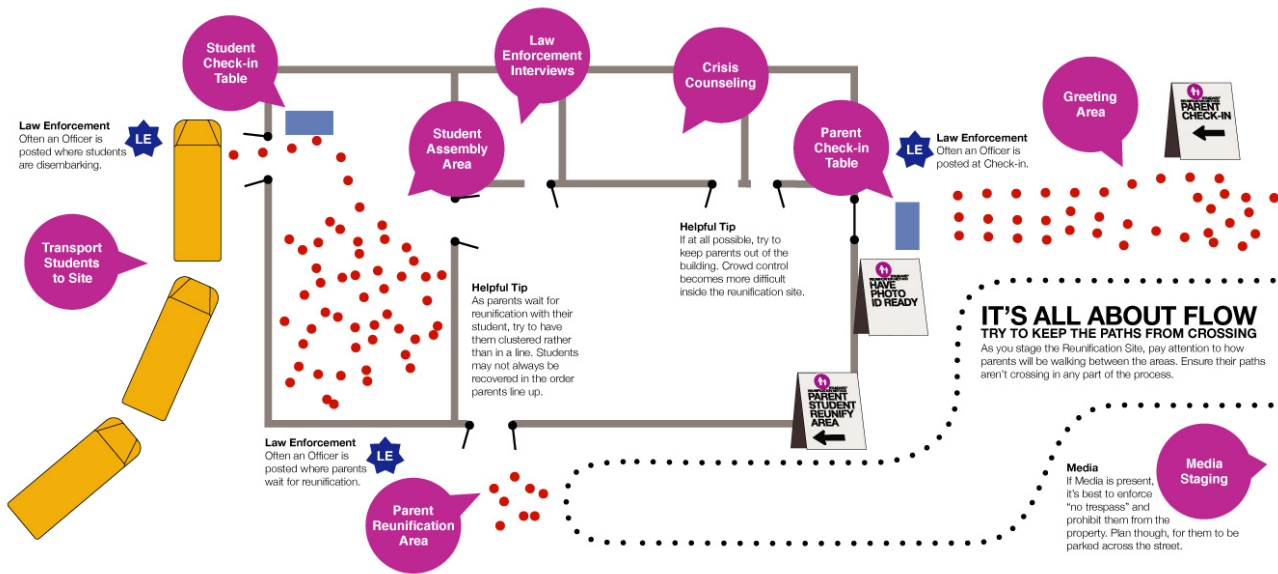 Student
Check-in
Table
Law
Enforcement
Interviews
Crisis
Counseling
Greeting
Area
PARENT
CHECK-IN
Law Enforcement
Often an Officer is
posted where students
are disembarking.
LE
Student
Assembly
Area
Parent
Check-in
Table
LE
Law Enforcement
Often an Officer is
posted at Check-in.
Transport
Students
to Site
Helpful Tip
If at all possible, try to
keep parents out of the
building. Crowd control
becomes more difficult
inside the reunification site.
HAVE
PHOTO
ID READY
Helpful Tip
As parents wait for
reunification with their
student, try to have
them clustered rather
than in a line. Students
may not always be
recovered in the order
parents line up.
IT'S ALL ABOUT FLOW
TRY TO KEEP THE PATHS FROM CROSSING
As you stage the Reunification Site, pay attention to how
parents will be walking between the areas. Ensure their paths
aren't crossing in any part of the process.
PARENT
STUDENT
REUNIFY
AREA
Law Enforcement
Often an Officer is
posted where parents
wait for reunification.
LE
Parent
Reunification
Area
Media
If Media is present,
it's best to enforce
"no trespass" and
prohibit them from the
property. Plan though, for them to be
parked across the street.
Media
Staging